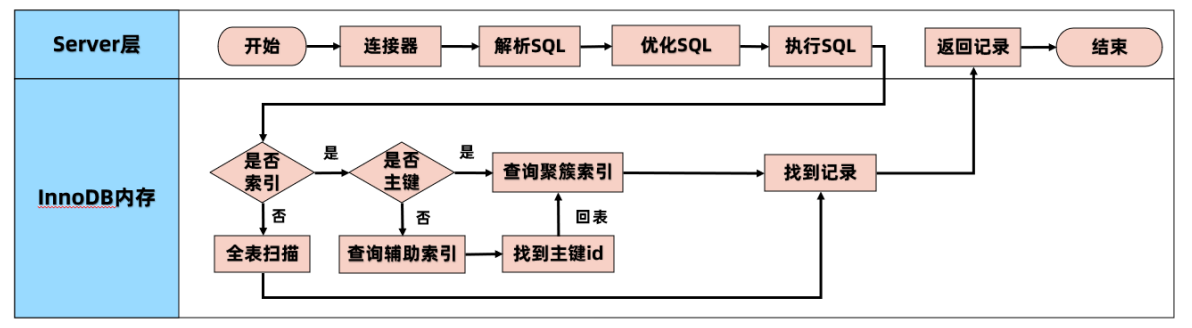 Server层
开始
连接器
解析SQL
优化SQL
执行SQL
返回记录
结束
InnoDB内存
是否
索引
是
是否
主键
是
查询聚簇索引
找到记录
否
否
回表
全表扫描
查询辅助索引
找到主键id